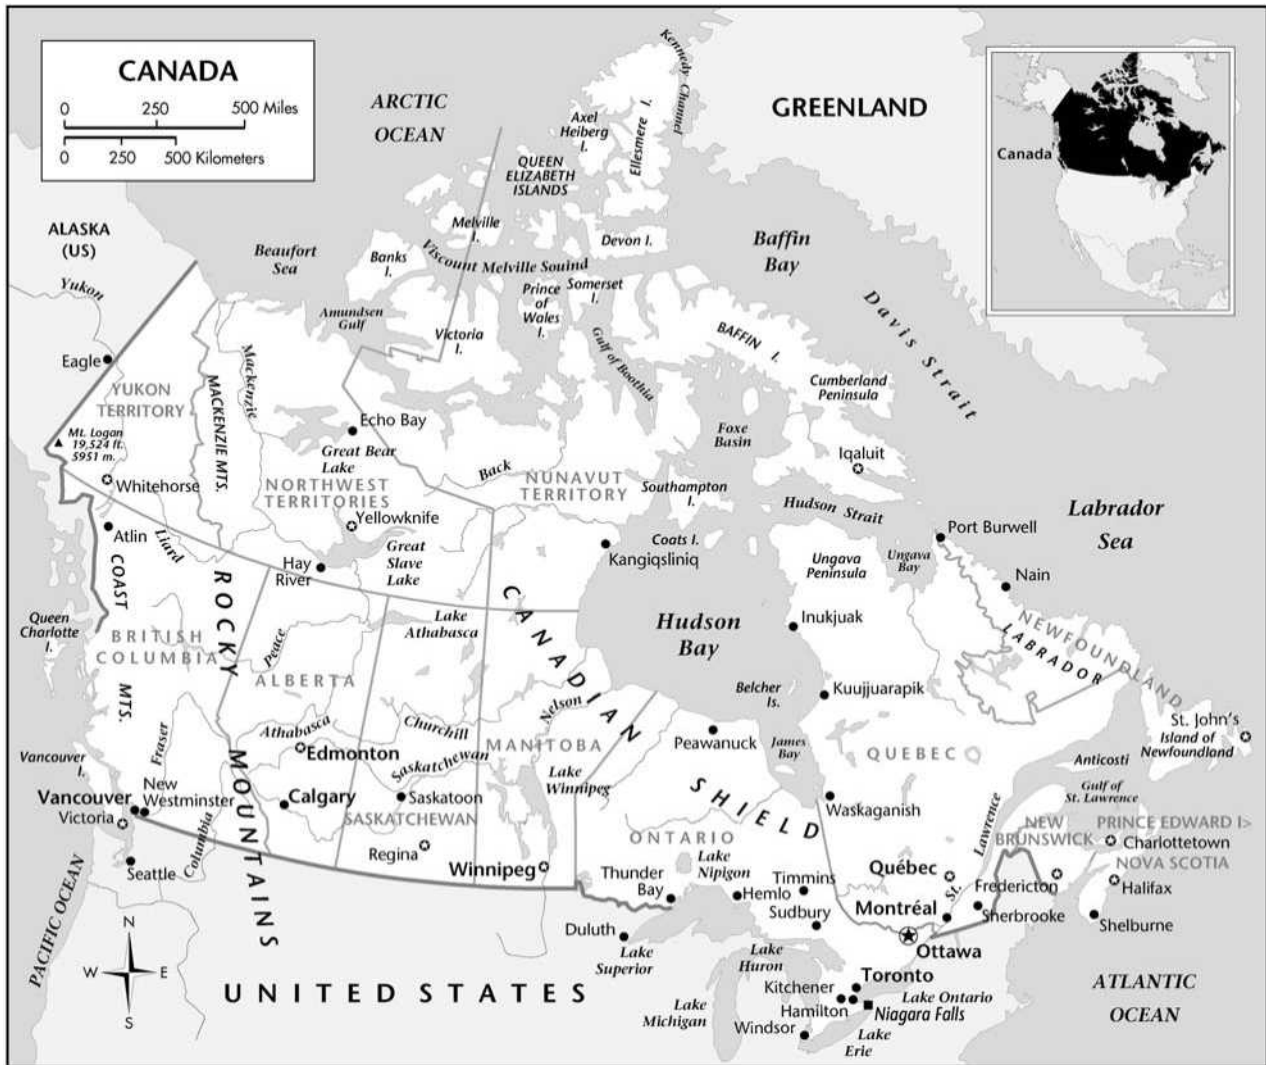 CANADA
0 250 500 Miles
0 250 500 Kilometers
ARCTIC
OCEAN
Kennedy Channel
GREENLAND
Canada
Axel
Heiberg
I.
Ellesmere I.
QUEEN
ELIZABETH
ISLANDS
ALASKA
(US)
Melville
I.
Devon I.
Baffin
Bay
Beaufort
Sea
Banks
I.
Viscount Melville Souind
Yukon
Prince
of
Wales
I.
Somerset
I.
Davis Strait
Amundsen
Gulf
Victoria
I.
Gulf of Boothia
BAFFIN I.
Eagle
Mackenzie
YUKON
TERRITORY
MACKENZIE MTS.
Cumberland
Peninsula
Echo Bay
Foxe
Basin
Mt. Logan
19,524 ft.
5951 m.
Great Bear
Lake
Iqaluit
Back
Whitehorse
NORTHWEST
TERRITORIES
NUNAVUT
TERRITORY
Southampton
I.
Hudson Strait
Labrador
Sea
Yellowknife
Port Burwell
Atlin
Liard
Coats I.
Great
Slave
Lake
Kangiqsliniq
Ungava
Peninsula
Ungava
Bay
Hay
River
Nain
COAST
MTS.
ROCKY
MOUNTAINS
CANADIAN
SHIELD
Queen
Charlotte
I.
Lake
Athabasca
Hudson
Bay
Inukjuak
NEWFOUNDLAND
LABRADOR
BRITISH
COLUMBIA
Peace
ALBERTA
Belcher
Is.
Kuujjuarapik
Nelson
Athabasca
Churchill
Fraser
Edmonton
MANITOBA
Peawanuck
James
Bay
QUEBEC
St. John's
Island of
Newfoundland
Vancouver
I.
Saskatchewan
Lake
Winnipeg
Anticosti
Vancouver
New
Westminster
Calgary
Saskatoon
Waskaganish
Gulf of
St. Lawrence
Victoria
SASKATCHEWAN
ONTARIO
St. Lawrence
NEW
BRUNSWICK
PRINCE EDWARD I>
Charlottetown
Columbia
Regina
Lake
Nipigon
NOVA SCOTIA
Seattle
Winnipeg
Thunder
Bay
Hemlo
Timmins
Québec
Fredericton
Halifax
Sudbury
Montréal
Sherbrooke
Shelburne
PACIFIC OCEAN
N
W E
S
Duluth
Lake
Superior
Lake
Huron
Ottawa
UNITED STATES
Toronto
Kitchener
Lake Ontario
Hamilton
Niagara Falls
Lake
Michigan
Windsor
Lake
Erie
ATLANTIC
OCEAN